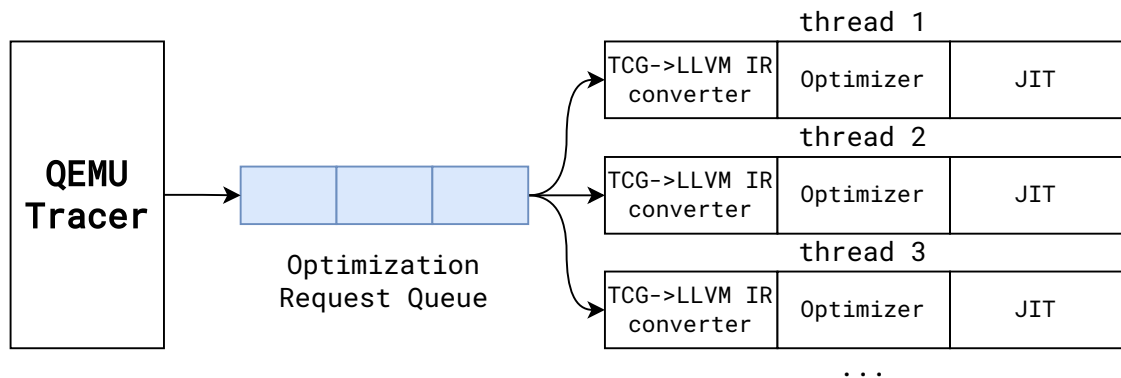 QEMU
Tracer
Optimization
Request Queue
thread 1
TCG->LLVM IR
converter
Optimizer
JIT
thread 2
TCG->LLVM IR
converter
Optimizer
JIT
thread 3
TCG->LLVM IR
converter
Optimizer
JIT
...